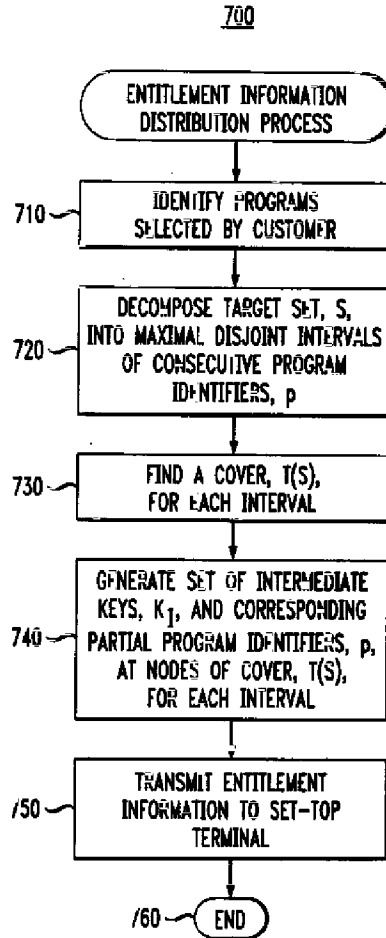 700
ENTITLEMENT INFORMATION
DISTRIBUTION PROCESS
710
IDENTIFY PROGRAMS
SELECTED BY CUSTOMER
720
DECOMPOSE TARGET SET, S,
INTO MAXIMAL DISJOINT INTERVALS
OF CONSECUTIVE PROGRAM
IDENTIFIERS, p
730
FIND A COVER, T(S),
FOR EACH INTERVAL
740
GENERATE SET OF INTERMEDIATE
KEYS, KI, AND CORRESPONDING
PARTIAL PROGRAM IDENTIFIERS, p,
AT NODES OF COVER, T(S),
FOR EACH INTERVAL
750
TRANSMIT ENTITLEMENT
INFORMATION TO SET-TOP
TERMINAL
760
END